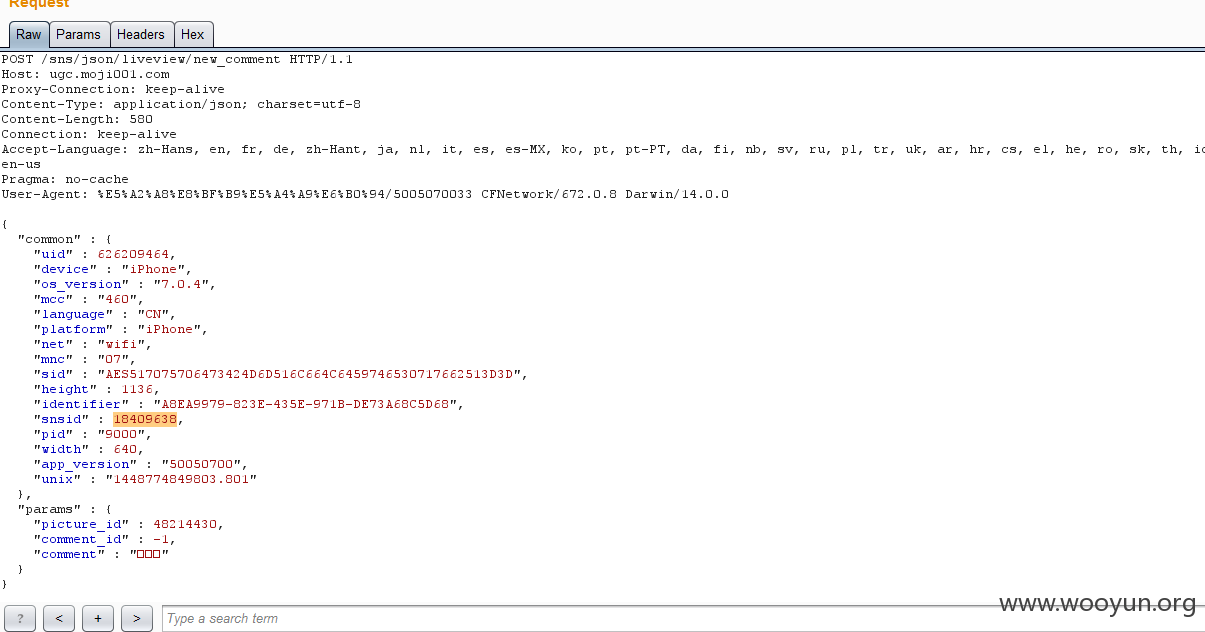 Request
Raw Params Headers Hex
POST /sns/json/liveview/new_comment HTTP/1.1
Host: ugc.moji001.com
Proxy-Connection: keep-alive
Content-Type: application/json; charset=utf-8
Content-Length: 580
Connection: keep-alive
Accept-Language: zh-Hans, en, fr, de, zh-Hant, ja, nl, it, es, es-MX, ko, pt, pt-PT, da, fi, nb, sv, ru, pl, tr, uk, ar, hr, cs, el, he, ro, sk, th,
en-us
Pragma: no-cache
User-Agent: %E5%A2%A8%E8%BF%B9%E5%A4%A9%E6%B0%94/5005070033 CFNetwork/672.0.8 Darwin/14.0.0
{
"common" : {
"uid" : 626209464,
"device" : "iPhone",
"os_version" : "7.0.4",
"mcc" : "460",
"language" : "CN",
"platform" : "iPhone",
"net" : "wifi",
"mnc" : "07",
"sid" : "AES517075706473424D6D516C664C6459746530717662513D3D",
"height" : 1136,
"identifier" : "A8EA9979-823E-435E-971B-DE73A68C5D68",
"snsid" : 18409638,
"pid" : "9000",
"width" : 640,
"app_version" : "50050700",
"unix" : "1448774849803.801"
},
"params" : {
"picture_id" : 48214430,
"comment_id" : -1,
"comment" : "□□□"
}
}
? < + > Type a search term
www.wooyun.org